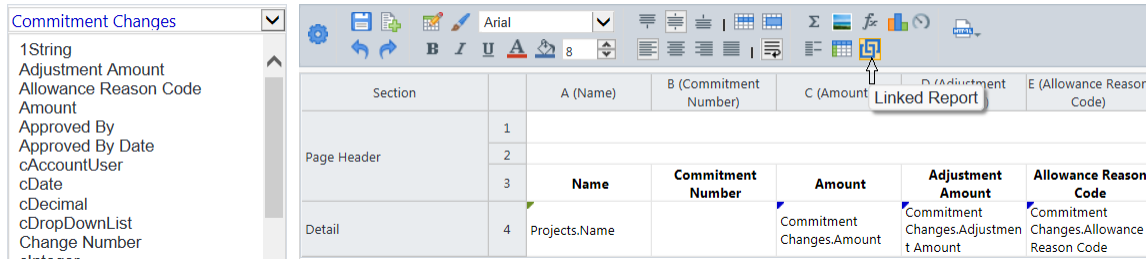 Commitment Changes
1String
Adjustment Amount
Allowance Reason Code
Amount
Approved By
Approved By Date
cAccountUser
cDate
cDecimal
cDropDownList
Change Number
cInteger
Arial
Σ
fx
B I U A
8
Linked Report
Section
A (Name)
B (Commitment
Number)
C (Amount
D (Adjustment
)
E (Allowance Reason
Code)
Page Header
1
2
3
Name
Commitment
Number
Amount
Adjustment
Amount
Allowance Reason
Code
Detail
4
Projects.Name
Commitment
Changes.Amount
Commitment
Changes.Adjustmen
t Amount
Commitment
Changes.Allowance
Reason Code